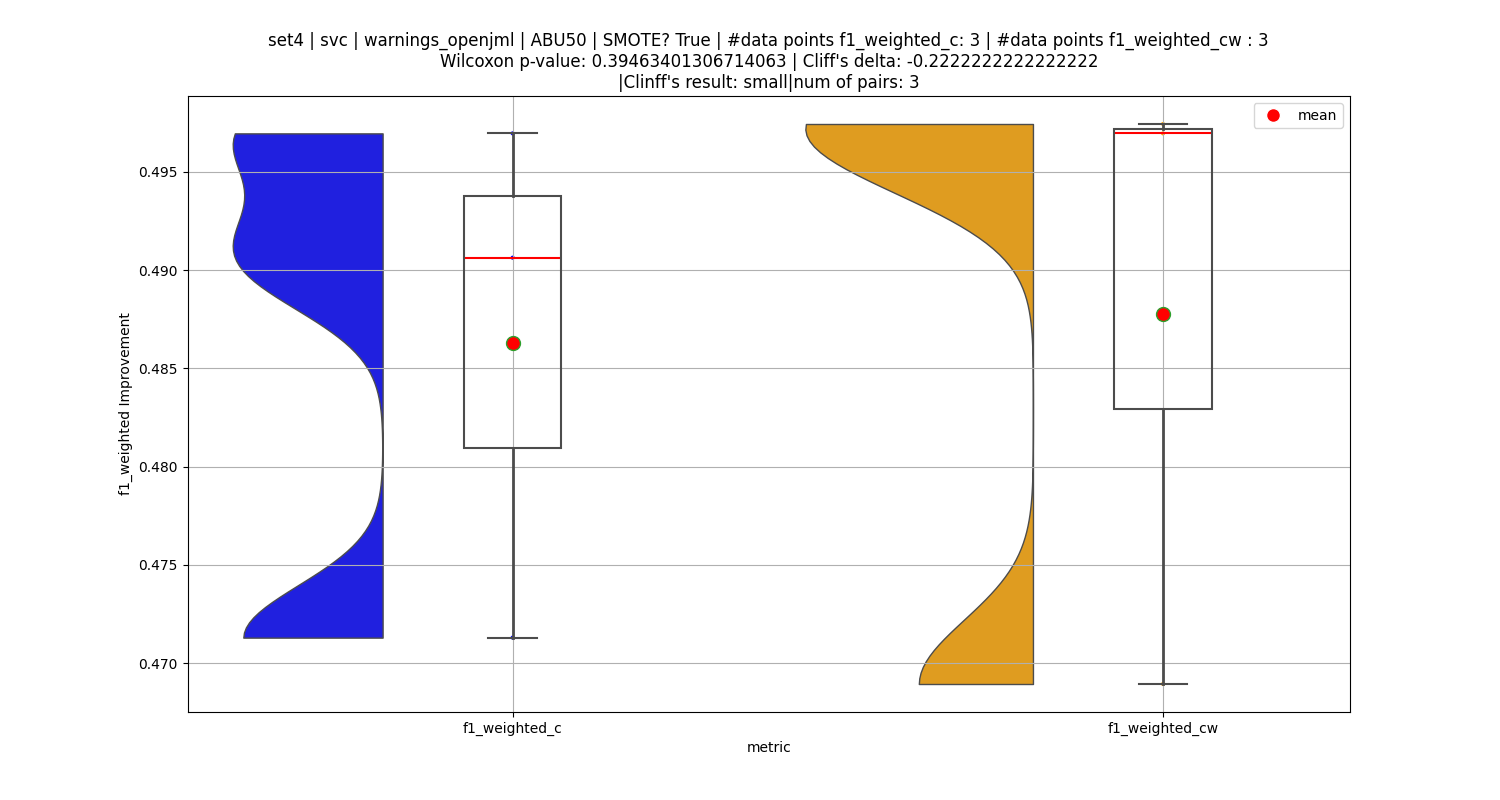 set4 | svc | warnings_openjml | ABU50 | SMOTE? True | #data points f1_weighted_c: 3 | #data points f1_weighted_cw : 3
Wilcoxon p-value: 0.39463401306714063 | Cliff's delta: -0.2222222222222222
|Clinff's result: small|num of pairs: 3
mean
0.495
0.490
0.485
0.480
0.475
0.470
f1_weighted Improvement
f1_weighted_c
f1_weighted_cw
metric